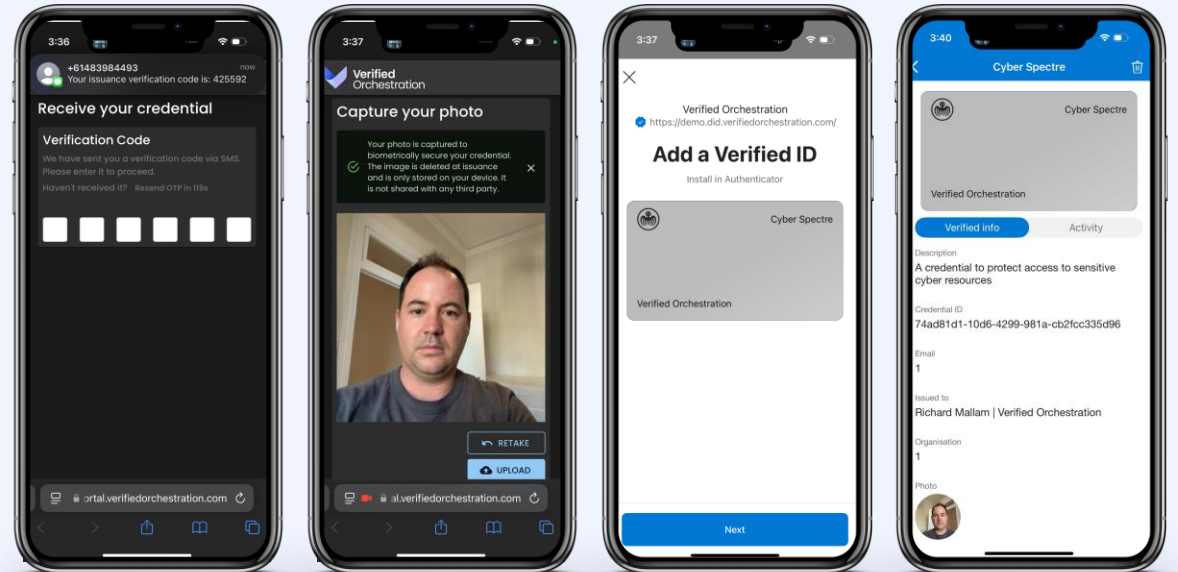 3:36
+61483984493
now
Your issuance verification code is: 425592
Receive your credential
Verification Code
We have sent you a verification code via SMS.
Please enter it to proceed.
Haven't received it? Resend OTP in 119s
ortal.verifiedorchestration.com
3:37
Verified
Orchestration
Capture your photo
Your photo is captured to
biometrically secure your credential.
The image is deleted at issuance
and is only stored on your device. It
is not shared with any third party.
RETAKE
UPLOAD
al.verifiedorchestration.com
3:37
Verified Orchestration
https://demo.did.verifiedorchestration.com/
Add a Verified ID
Install in Authenticator
Cyber Spectre
Verified Orchestration
Next
3:40
Cyber Spectre
Cyber Spectre
Verified Orchestration
Verified info
Activity
Description
A credential to protect access to sensitive
cyber resources
Credential ID
74ad81d1-10d6-4299-981a-cb2fcc335d96
Email
1
Issued to
Richard Mallam | Verified Orchestration
Organisation
1
Photo